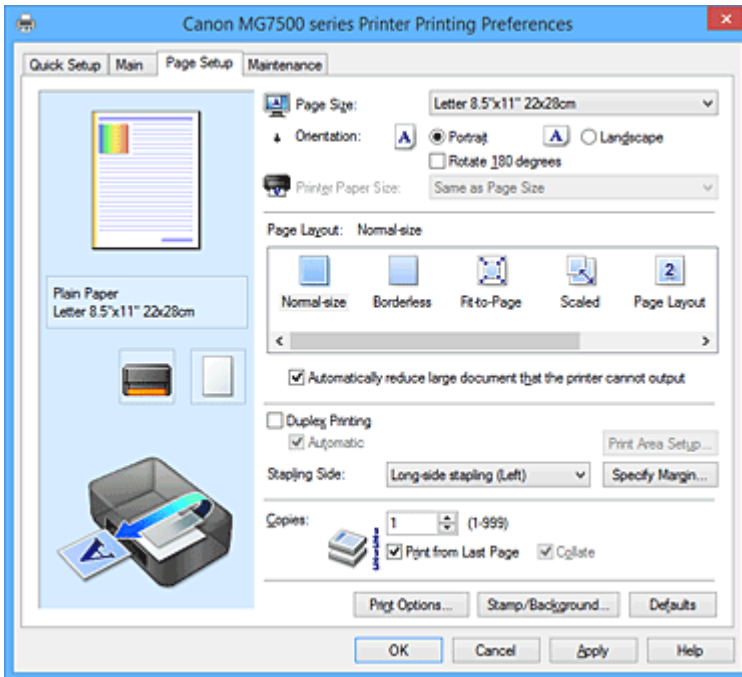 Canon MG7500 series Printer Printing Preferences
Quick Setup Main Page Setup Maintenance
Page Size: Letter 8.5"x11" 22x28cm
Orientation: A Portrait A Landscape
Rotate 180 degrees
Printer Paper Size: Same as Page Size
Page Layout: Normal-size
2
Normal-size Borderless Fit-to-Page Scaled Page Layout
Plain Paper
Letter 8.5"x11" 22x28cm
Automatically reduce large document that the printer cannot output
Duplex Printing
Automatic Print Area Setup...
Stapling Side: Long-side stapling (Left) Specify Margin...
Copies: 1 (1-999)
Print from Last Page Collate
A
Print Options... Stamp/Background... Defaults
OK Cancel Apply Help